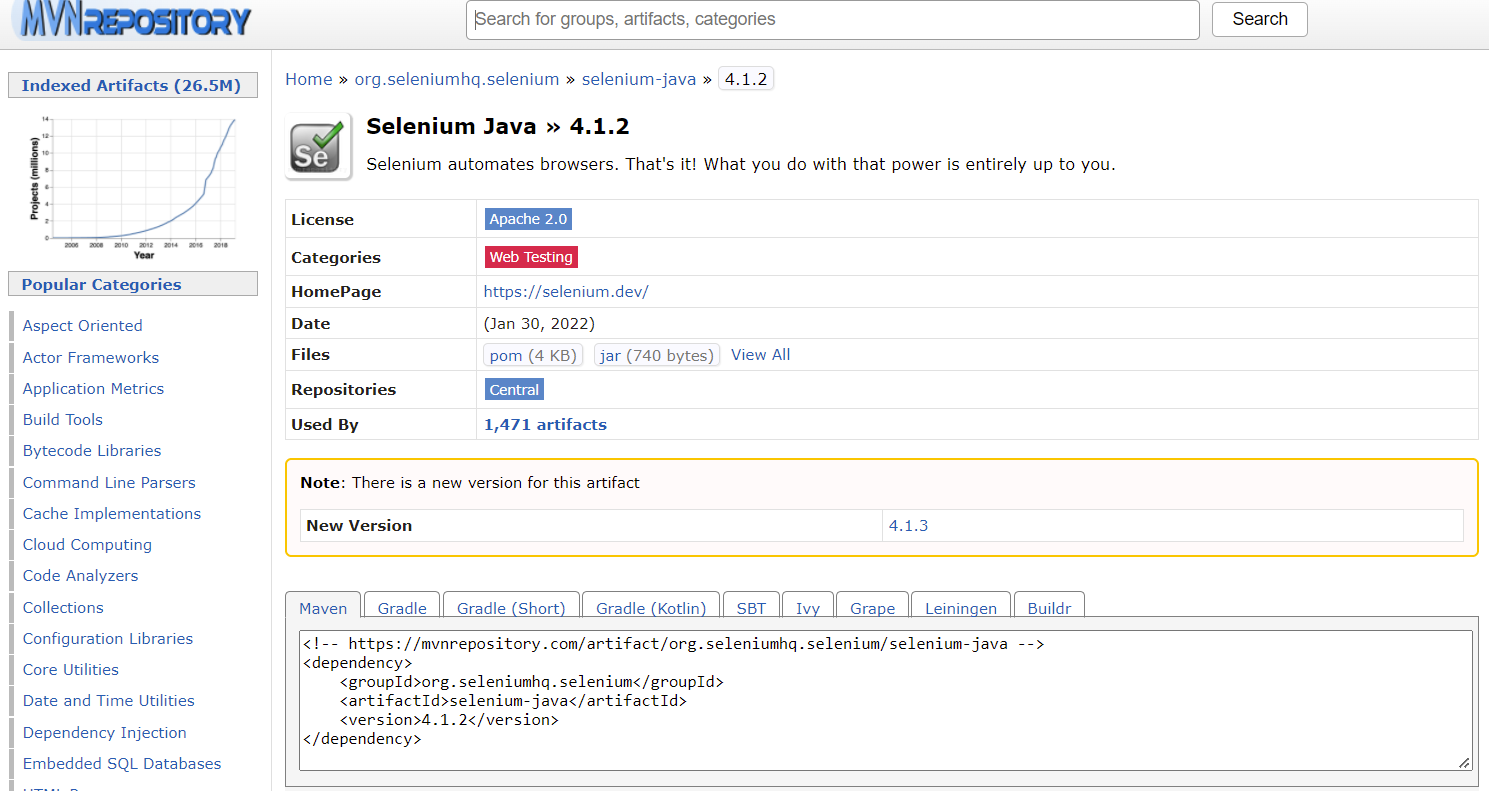 MVNREPOSITORY
Search for groups, artifacts, categories
Search
Indexed Artifacts (26.5M)
Projects (millions)
14
12
10
8
6
4
2
0
2006 2008 2010 2012 2014 2016 2018
Year
Popular Categories
Aspect Oriented
Actor Frameworks
Application Metrics
Build Tools
Bytecode Libraries
Command Line Parsers
Cache Implementations
Cloud Computing
Code Analyzers
Collections
Configuration Libraries
Core Utilities
Date and Time Utilities
Dependency Injection
Embedded SQL Databases
Home » org.seleniumhq.selenium » selenium-java » 4.1.2
Se
Selenium Java » 4.1.2
Selenium automates browsers. That's it! What you do with that power is entirely up to you.
License Apache 2.0
Categories Web Testing
HomePage https://selenium.dev/
Date (Jan 30, 2022)
Files pom (4 KB) jar (740 bytes) View All
Repositories Central
Used By 1,471 artifacts
Note: There is a new version for this artifact
New Version 4.1.3
Maven Gradle Gradle (Short) Gradle (Kotlin) SBT Ivy Grape Leiningen Buildr
<!-- https://mvnrepository.com/artifact/org.seleniumhq.selenium/selenium-java -->
<dependency>
    <groupId>org.seleniumhq.selenium</groupId>
    <artifactId>selenium-java</artifactId>
    <version>4.1.2</version>
</dependency>